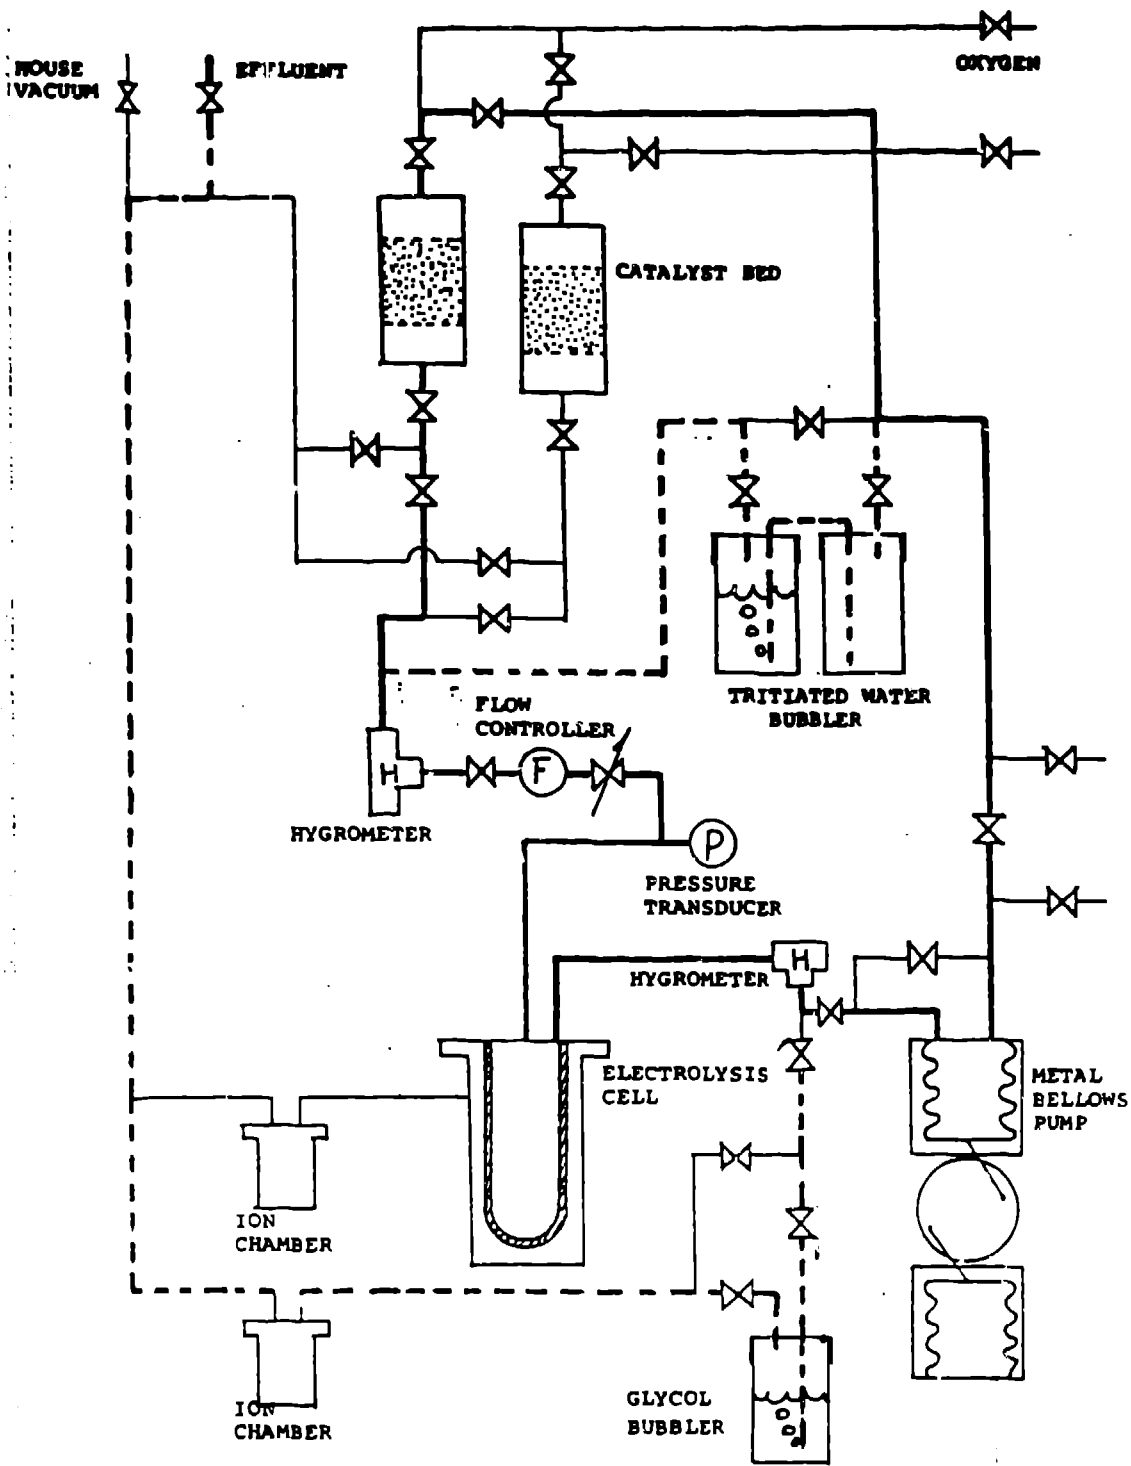 HOUSE
VACUUM
EFFLUENT
OXYGEN
CATALYST BED
TRITIATED WATER
BUBBLER
FLOW
CONTROLLER
H
F
HYGROMETER
P
PRESSURE
TRANSDUCER
H
HYGROMETER
ELECTROLYSIS
CELL
METAL
BELLOWS
PUMP
ION
CHAMBER
ION
CHAMBER
GLYCOL
BUBBLER